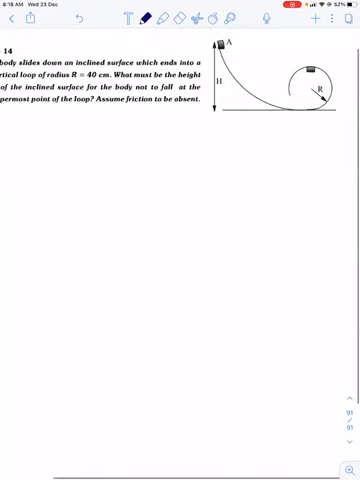 8:18 AM Wed 23 Dec
52%
14
body slides down an inclined surface which ends into a
rtical loop of radius R = 40 cm. What must be the height
of the inclined surface for the body not to fall at the
permost point of the loop? Assume friction to be absent.
A
H
R
91
/
91